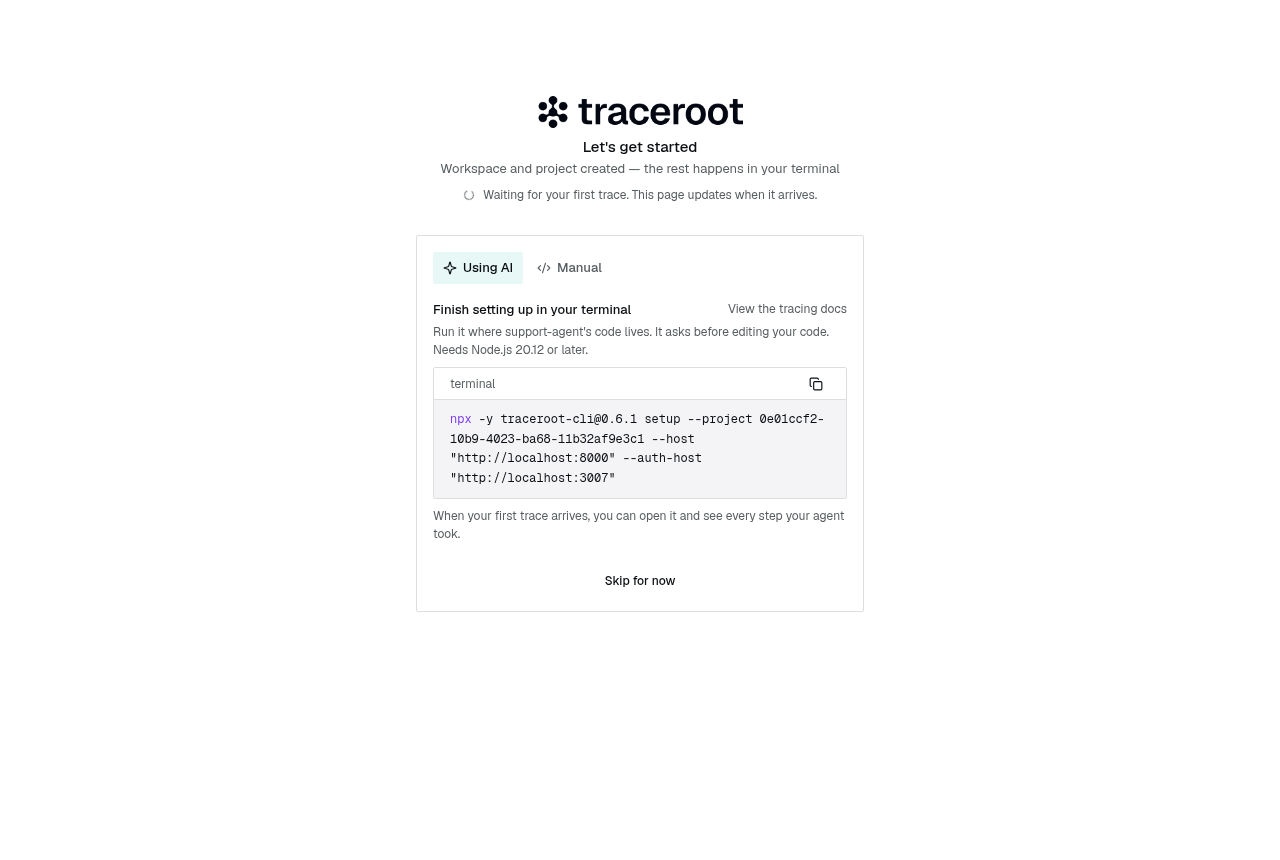 traceroot
Let's get started
Workspace and project created — the rest happens in your terminal
Waiting for your first trace. This page updates when it arrives.
Using AI
Manual
Finish setting up in your terminal
View the tracing docs
Run it where support-agent's code lives. It asks before editing your code.
Needs Node.js 20.12 or later.
terminal
npx -y traceroot-cli@0.6.1 setup --project 0e01ccf2-
10b9-4023-ba68-11b32af9e3c1 --host
"http://localhost:8000" --auth-host
"http://localhost:3007"
When your first trace arrives, you can open it and see every step your agent
took.
Skip for now